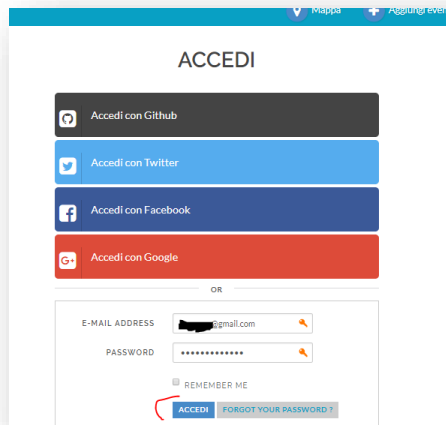 Mappa Aggiungi even
ACCEDI
Accedi con Github
Accedi con Twitter
Accedi con Facebook
G+ Accedi con Google
OR
E-MAIL ADDRESS @gmail.com
PASSWORD •••••••••••••
REMEMBER ME
ACCEDI FORGOT YOUR PASSWORD ?